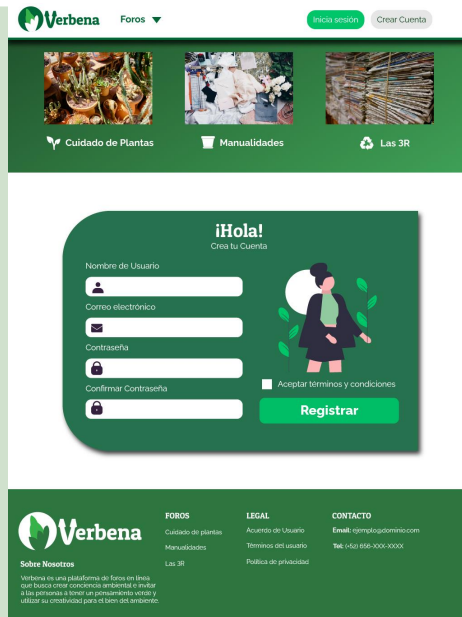 Verbena
Foros
Inicia sesión
Crear Cuenta
Cuidado de Plantas
Manualidades
Las 3R
¡Hola!
Crea tu Cuenta
Nombre de Usuario
Correo electrónico
Contraseña
Confirmar Contraseña
Aceptar términos y condiciones
Registrar
Verbena
Sobre Nosotros
Verbena es una plataforma de foros en línea
que busca crear conciencia ambiental e invitar
a las personas a tener un pensamiento verde y
utilizar su creatividad para el bien del ambiente.
FOROS
Cuidado de plantas
Manualidades
Las 3R
LEGAL
Acuerdo de Usuario
Términos del usuario
Política de privacidad
CONTACTO
Email: ejemplo@dominio.com
Tel: (+52) 656-XXX-XXXX